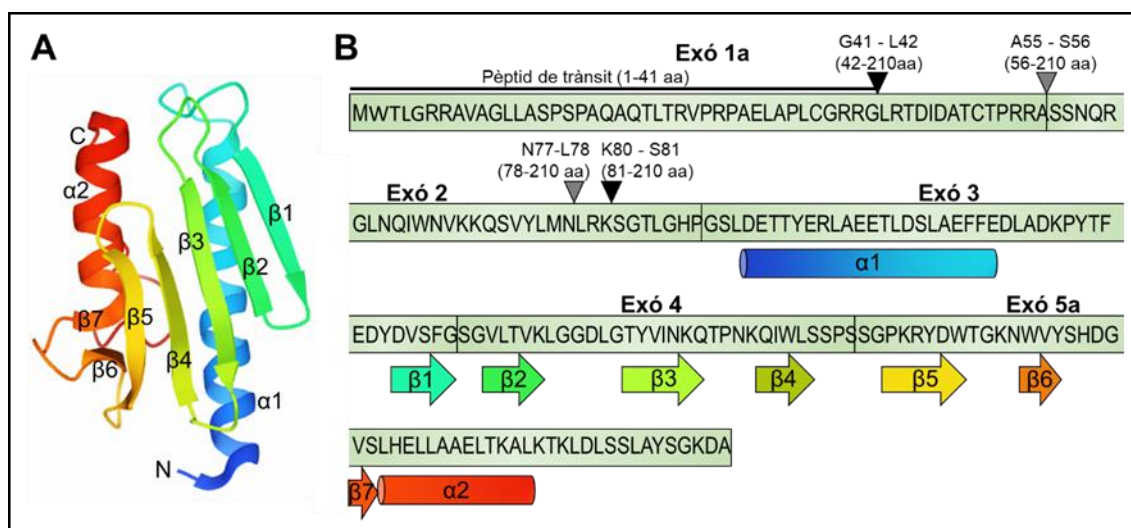 A
C
α2
β1
β3
β2
β7
β5
β4
β6
α1
N
B
Exó 1a
G41 - L42
(42-210aa)
A55 - S56
(56-210 aa)
Pèptid de trànsit (1-41 aa)
MWTLGRRAVAGLLASPSPAQAQTLTRVPRPAELAPLCGRRGLRTDIDATCTPRRASSNQR
N77-L78
(78-210 aa)
K80 - S81
(81-210 aa)
Exó 2
Exó 3
GLNQIWNVKKQSVYLMNLRKSGTLGHPGSLDETTYERLAEETLDSLAEFFEDLADKPYTF
α1
Exó 4
Exó 5a
EDYDVSFGSGVLTVKLGGDLGTYVINKQTPNKQIWLSSPSSGPKRYDWTGKNWVYSHDG
β1
β2
β3
β4
β5
β6
VSLHELLAAELTKALKTKLDLSSLAYSGKDA
β7
α2